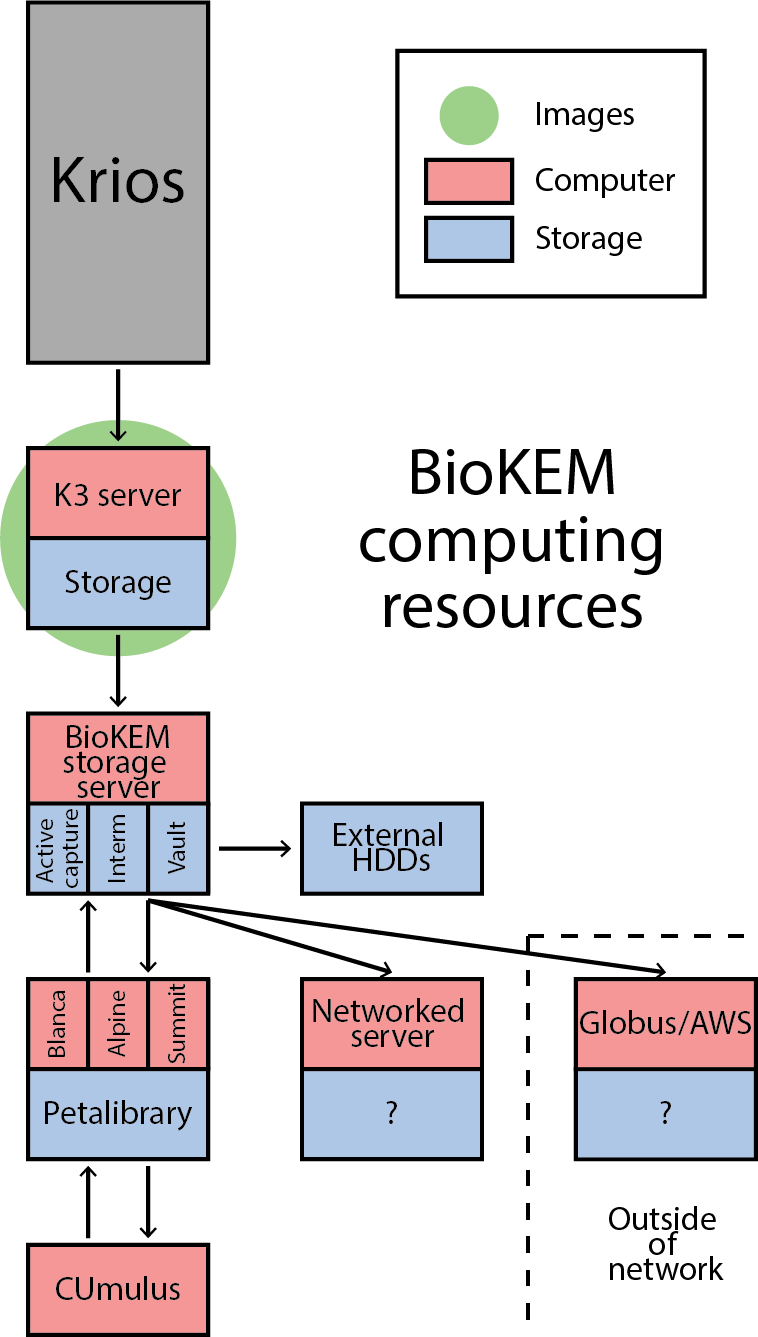 Krios
Images
Computer
Storage
K3 server
Storage
BioKEM
computing
resources
BioKEM
storage
server
Active
capture
Interm
Vault
External
HDDs
Blanca
Alpine
Summit
Petalibrary
Networked
server
?
Globus/AWS
?
Outside
of
network
CUmulus